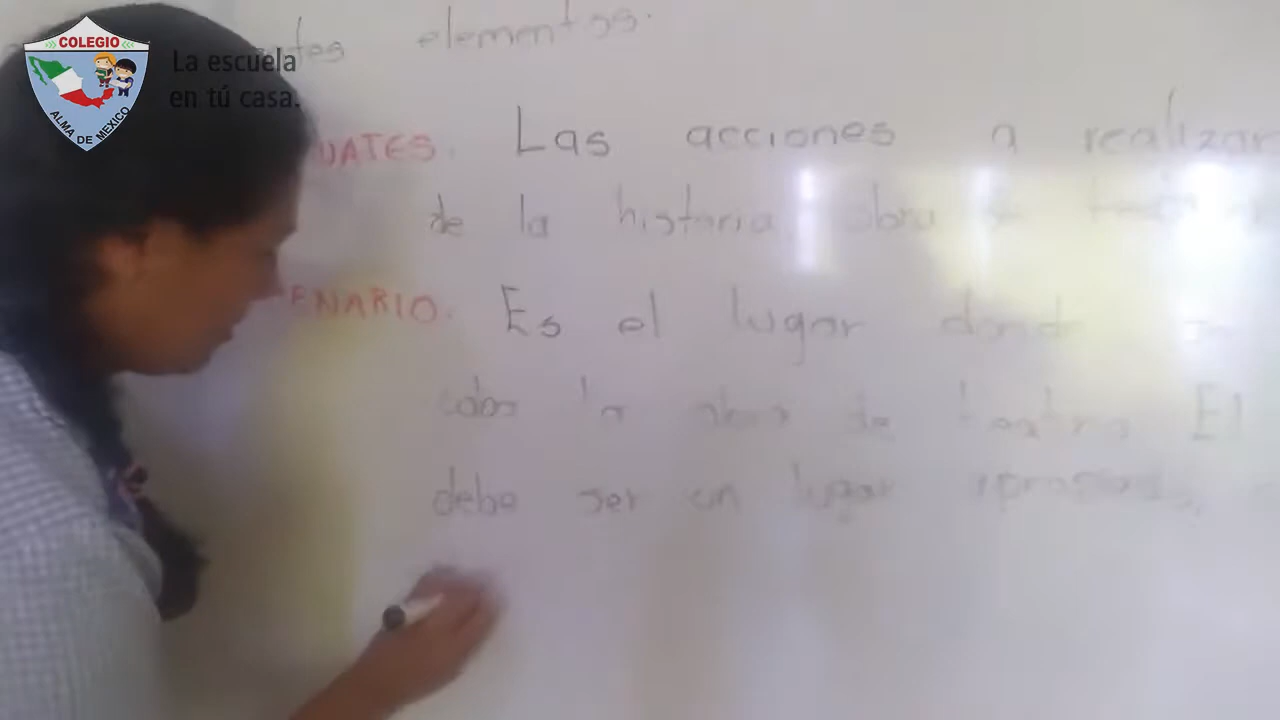 COLEGIO
ALMA DE MEXICO
La escuela
en tú casa.
tes elementos.
UATES. Las acciones a realizar
de la historia obra
ENARIO. Es el lugar donde
cabo la obra de teatro El
debe ser un lugar apropiado,